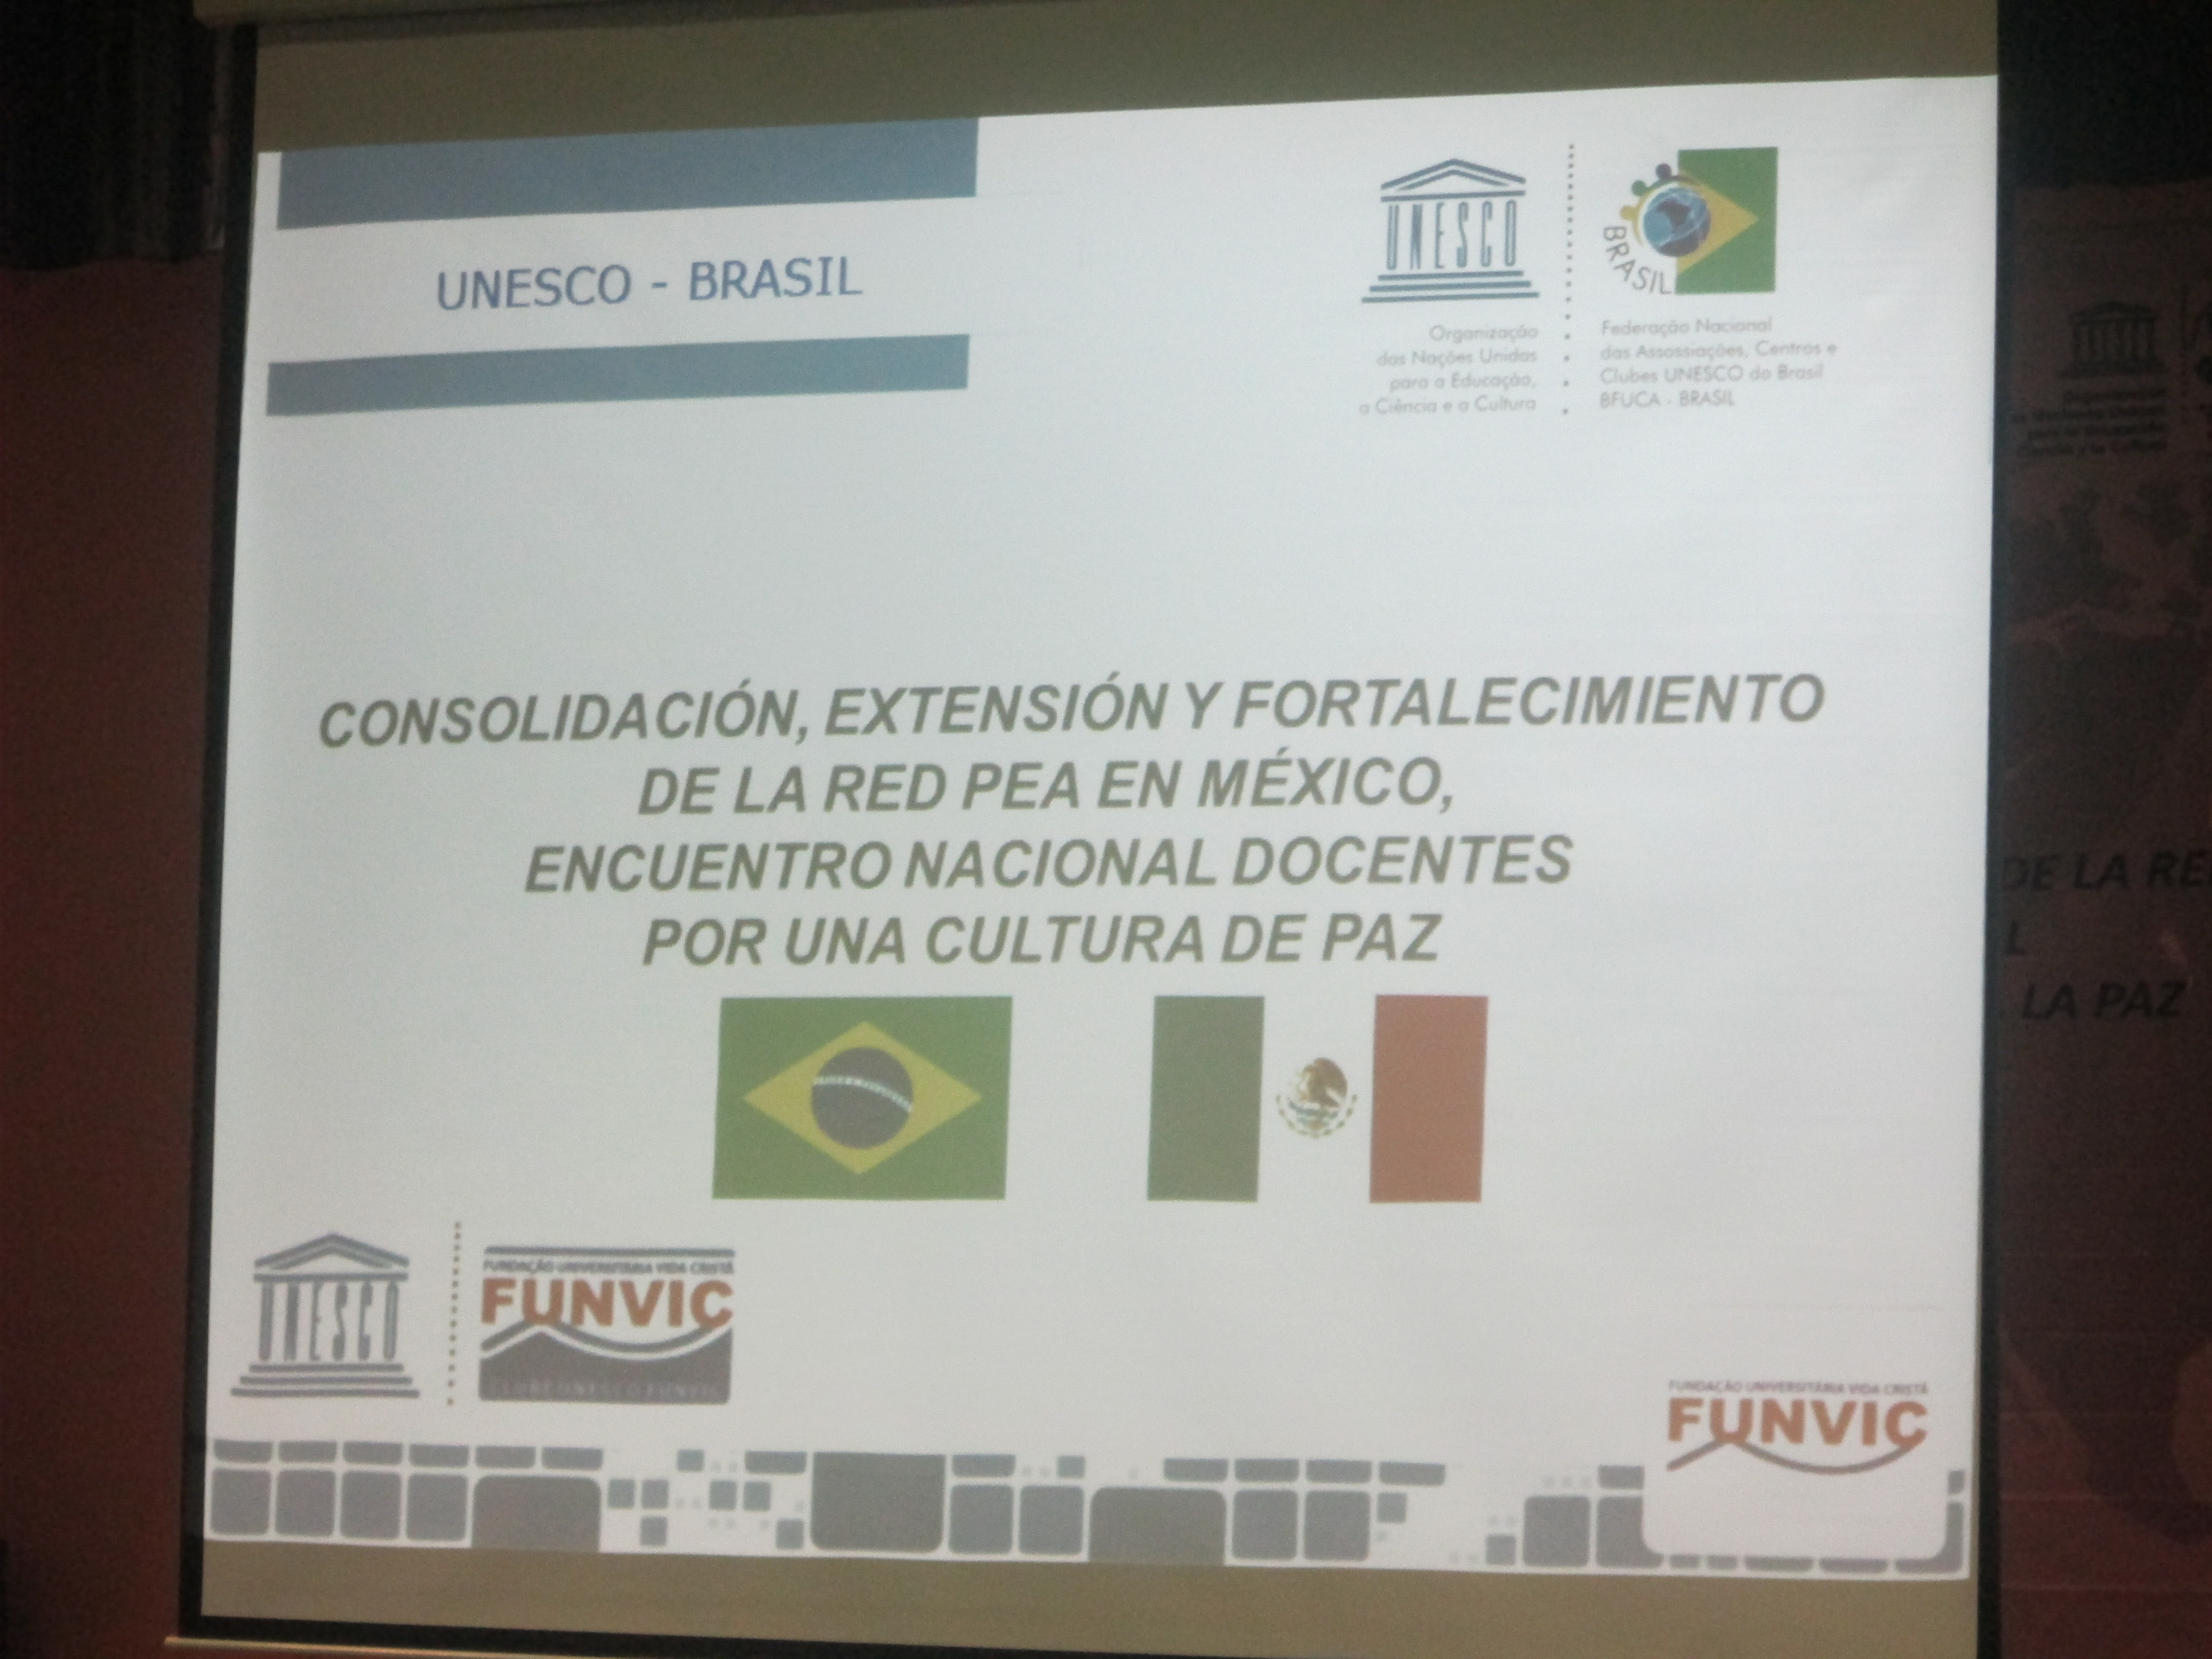 UNESCO - BRASIL
UNESCO
BRASIL
Organização
das Nações Unidas
para a Educação,
a Ciência e a Cultura
Federação Nacional
das Assossiações, Centros e
Clubes UNESCO do Brasil
BFUCA - BRASIL
CONSOLIDACIÓN, EXTENSIÓN Y FORTALECIMIENTO
DE LA RED PEA EN MÉXICO,
ENCUENTRO NACIONAL DOCENTES
POR UNA CULTURA DE PAZ
UNESCO
FUNDAÇÃO UNIVERSITÁRIA VIDA CRISTÃ
FUNVIC
CLUBE UNESCO FUNVIC
FUNDAÇÃO UNIVERSITÁRIA VIDA CRISTÃ
FUNVIC
DE LA RE
L
LA PAZ